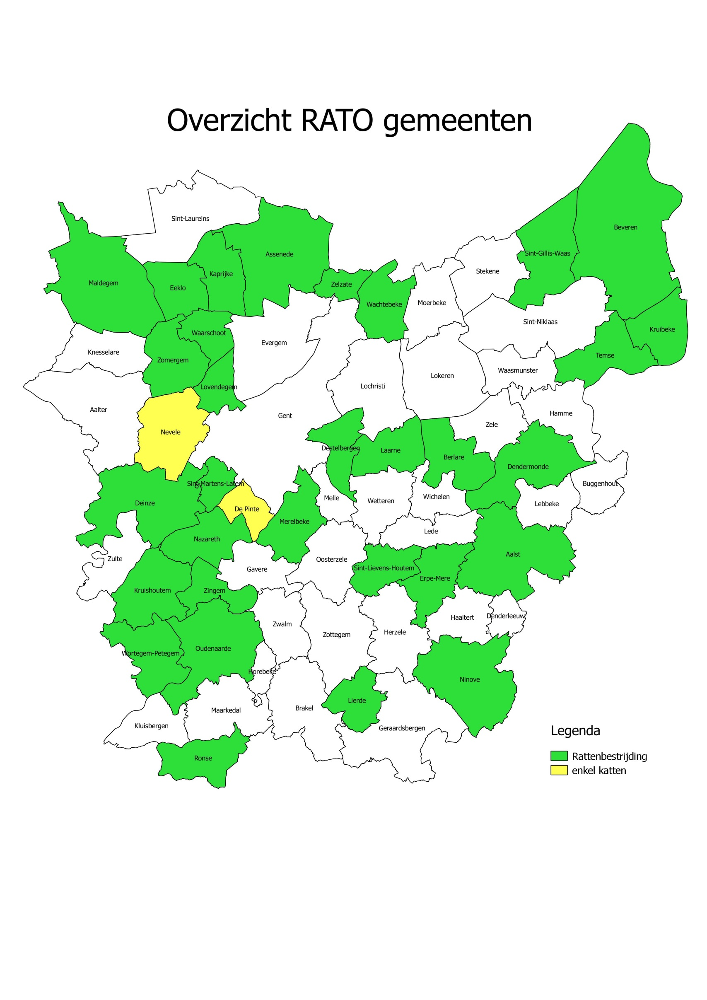 Overzicht RATO gemeenten
Sint-Laureins
Beveren
Assenede
Sint-Gillis-Waas
Stekene
Kaprijke
Maldegem
Zelzate
Eeklo
Moerbeke
Wachtebeke
Sint-Niklaas
Kruibeke
Waarschoot
Evergem
Knesselare
Temse
Zomergem
Waasmunster
Lokeren
Lochristi
Lovendegem
Aalter
Hamme
Gent
Zele
Nevele
Destelbergen
Laarne
Berlare
Dendermonde
Sint-Martens-Latem
Buggenhout
Wichelen
Melle
Wetteren
Deinze
Lebbeke
De Pinte
Merelbeke
Lede
Nazareth
Aalst
Zulte
Oosterzele
Sint-Lievens-Houtem
Gavere
Erpe-Mere
Kruishoutem
Zingem
Denderleeuw
Haaltert
Zwalm
Herzele
Zottegem
Oudenaarde
Wortegem-Petegem
Horebeke
Ninove
Lierde
Brakel
Maarkedal
Kluisbergen
Geraardsbergen
Ronse
Legenda
Rattenbestrijding
enkel katten